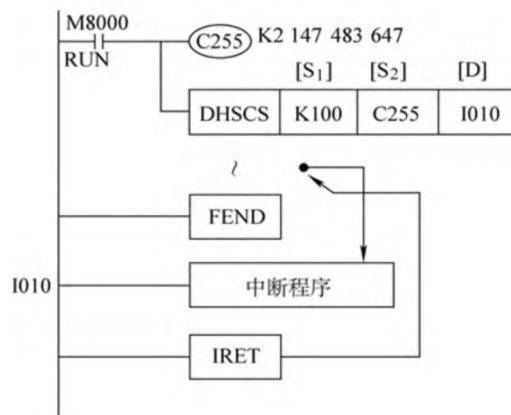 M8000
RUN
C255 K2 147 483 647
[S₁] [S₂] [D]
DHSCS K100 C255 I010
~
FEND
I010 中断程序
IRET